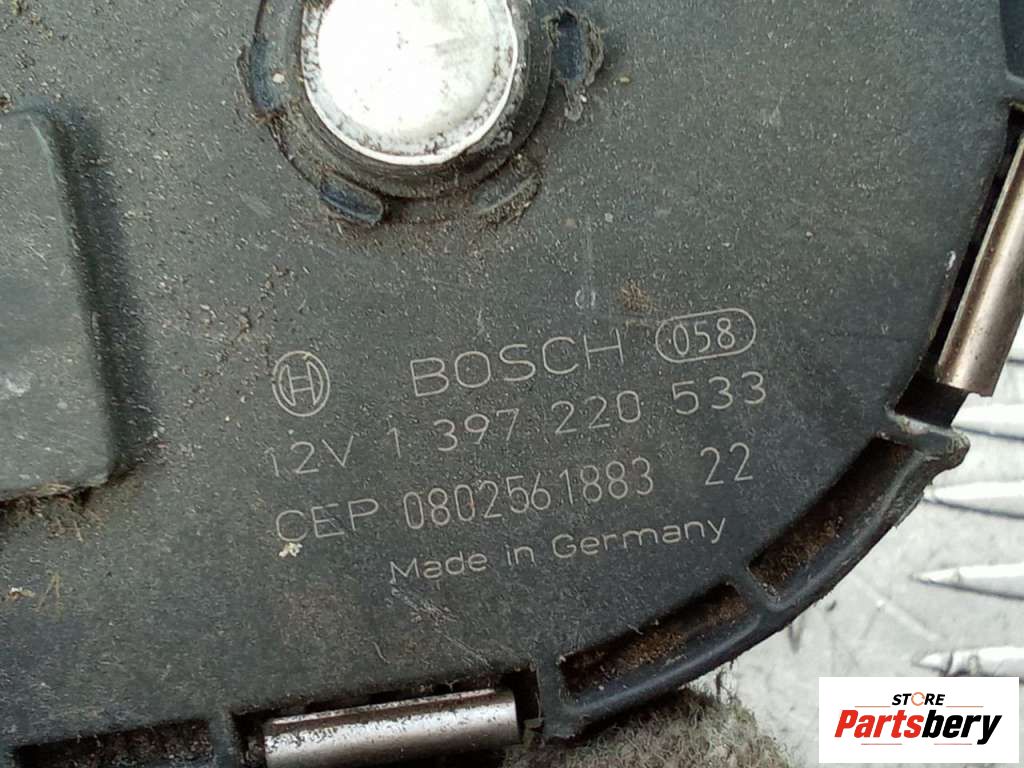 BOSCH 058
12V 1 397 220 533
CEP 0802561883 22
Made in Germany
STORE
Partsbery